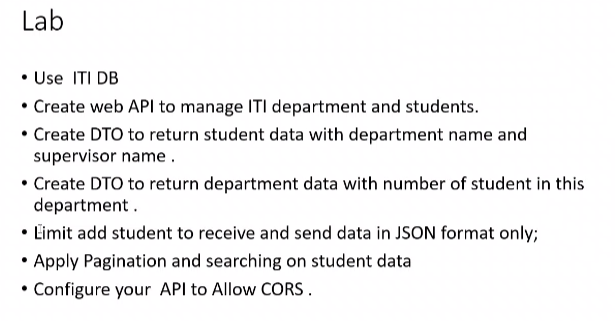 Lab
• Use ITI DB
• Create web API to manage ITI department and students.
• Create DTO to return student data with department name and
supervisor name .
• Create DTO to return department data with number of student in this
department .
• Limit add student to receive and send data in JSON format only;
• Apply Pagination and searching on student data
• Configure your API to Allow CORS .